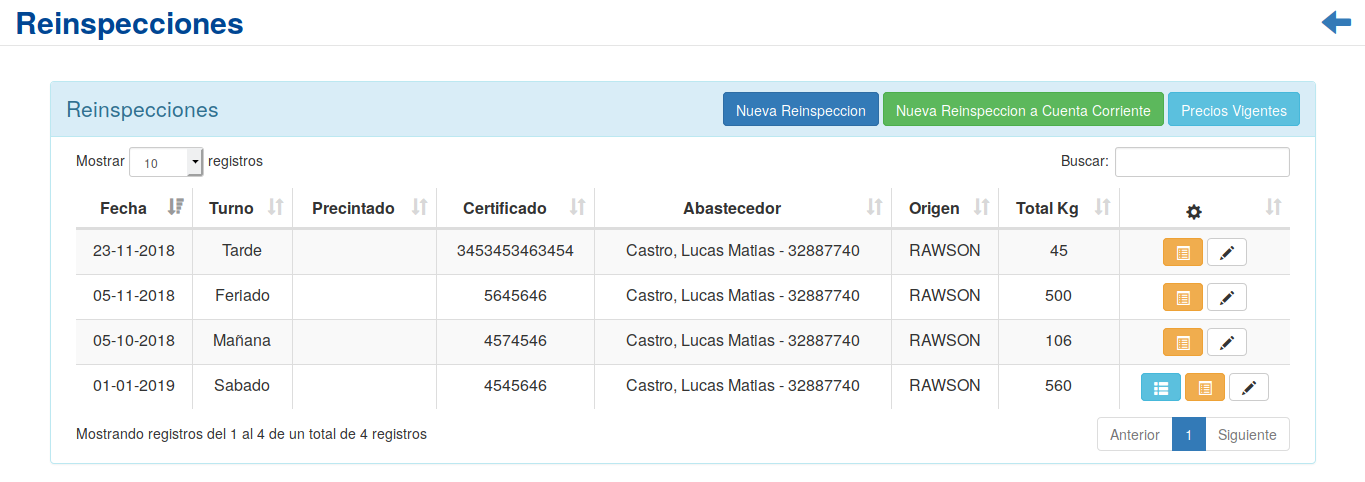 Reinspecciones
Reinspecciones Nueva Reinspeccion Nueva Reinspeccion a Cuenta Corriente Precios Vigentes
Mostrar 10 registros Buscar:
Fecha Turno Precintado Certificado Abastecedor Origen Total Kg
23-11-2018 Tarde 3453453463454 Castro, Lucas Matias - 32887740 RAWSON 45
05-11-2018 Feriado 5645646 Castro, Lucas Matias - 32887740 RAWSON 500
05-10-2018 Mañana 4574546 Castro, Lucas Matias - 32887740 RAWSON 106
01-01-2019 Sabado 4545646 Castro, Lucas Matias - 32887740 RAWSON 560
Mostrando registros del 1 al 4 de un total de 4 registros Anterior 1 Siguiente